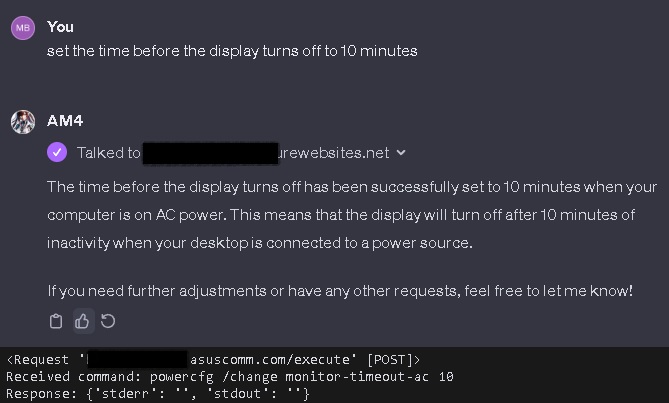 MB
You
set the time before the display turns off to 10 minutes
AM4
Talked to urewebsites.net
The time before the display turns off has been successfully set to 10 minutes when your
computer is on AC power. This means that the display will turn off after 10 minutes of
inactivity when your desktop is connected to a power source.
If you need further adjustments or have any other requests, feel free to let me know!
<Request ' asuscomm.com/execute' [POST]>
Received command: powercfg /change monitor-timeout-ac 10
Response: {'stderr': '', 'stdout': ''}